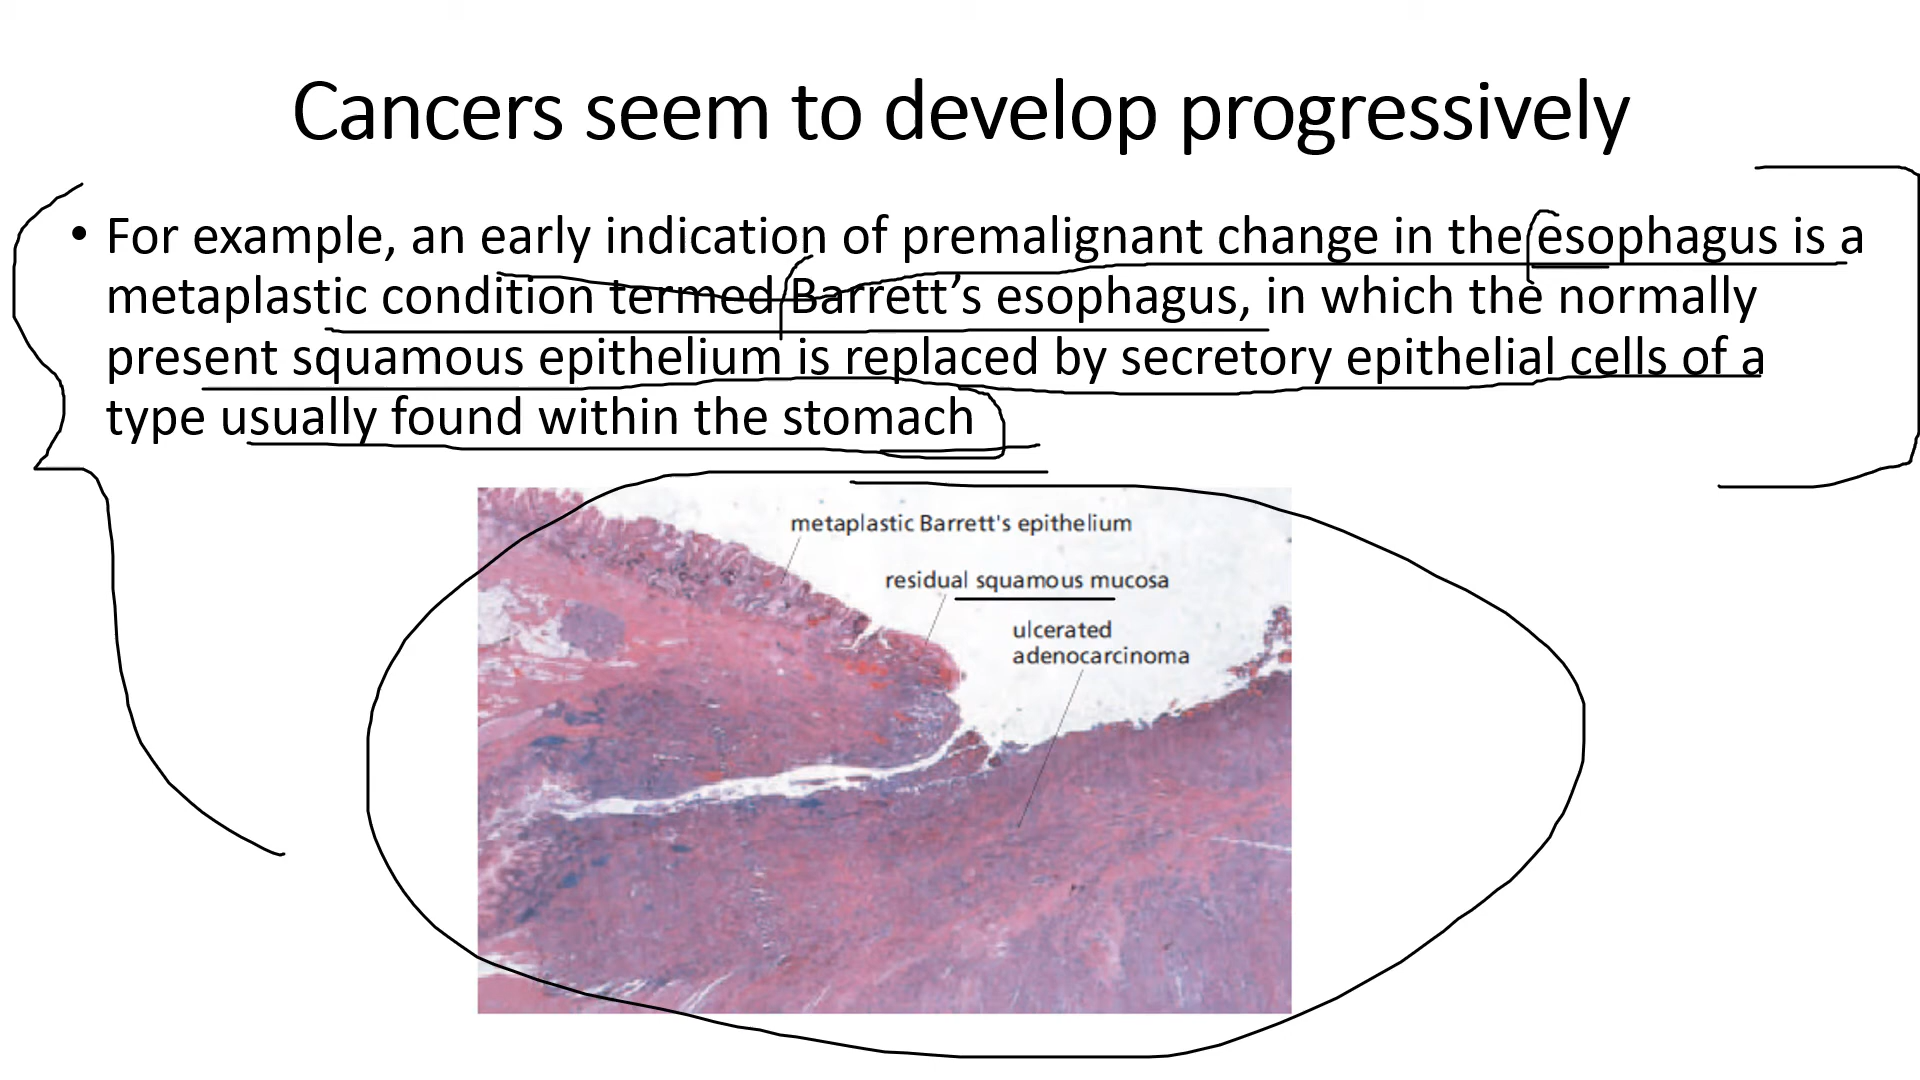 Cancers seem to develop progressively
• For example, an early indication of premalignant change in the esophagus is a
metaplastic condition termed Barrett’s esophagus, in which the normally
present squamous epithelium is replaced by secretory epithelial cells of a
type usually found within the stomach
metaplastic Barrett's epithelium
residual squamous mucosa
ulcerated
adenocarcinoma